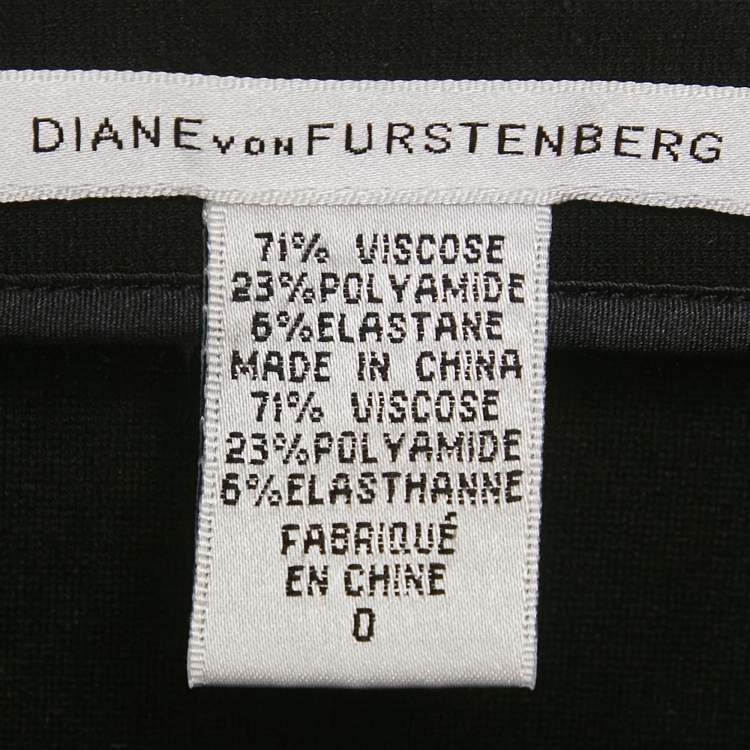 DIANE VON FURSTENBERG
71% VISCOSE
23% POLYAMIDE
6% ELASTANE
MADE IN CHINA
71% VISCOSE
23% POLYAMIDE
6% ELASTHANNE
FABRIQUÉ
EN CHINE
0